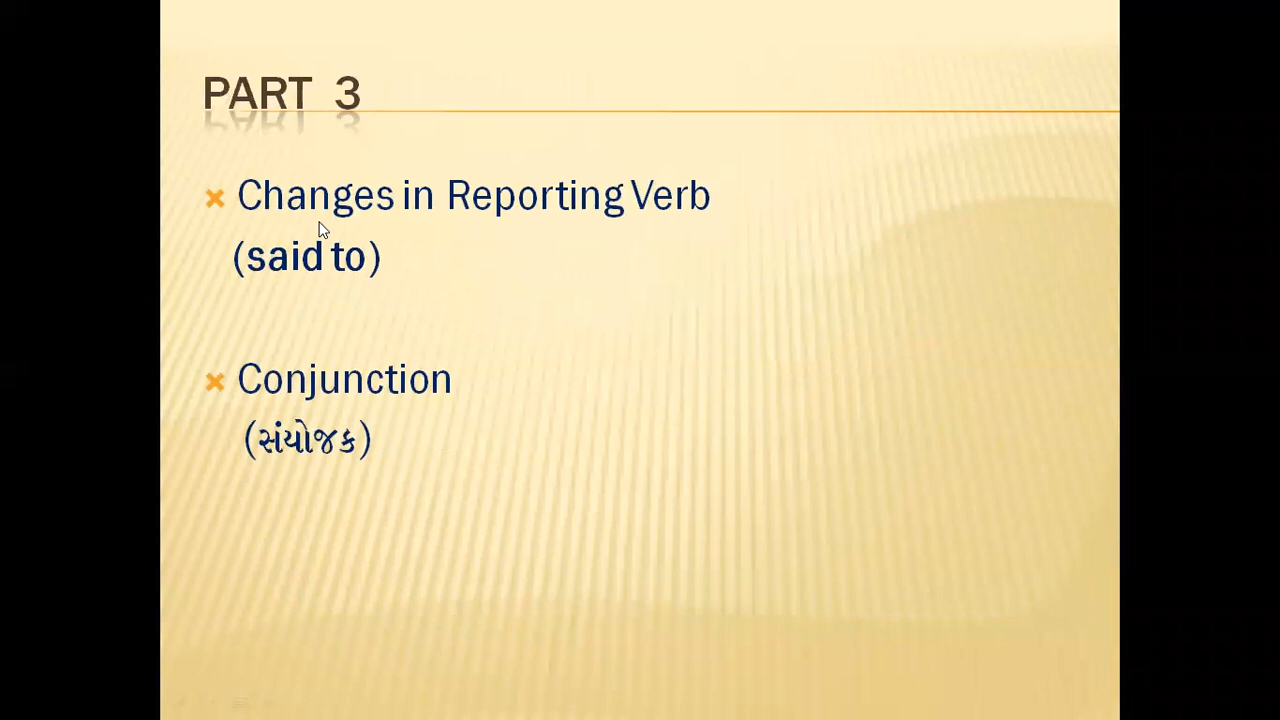 PART 3
Changes in Reporting Verb
(said to)
Conjunction
(સંયોજક)